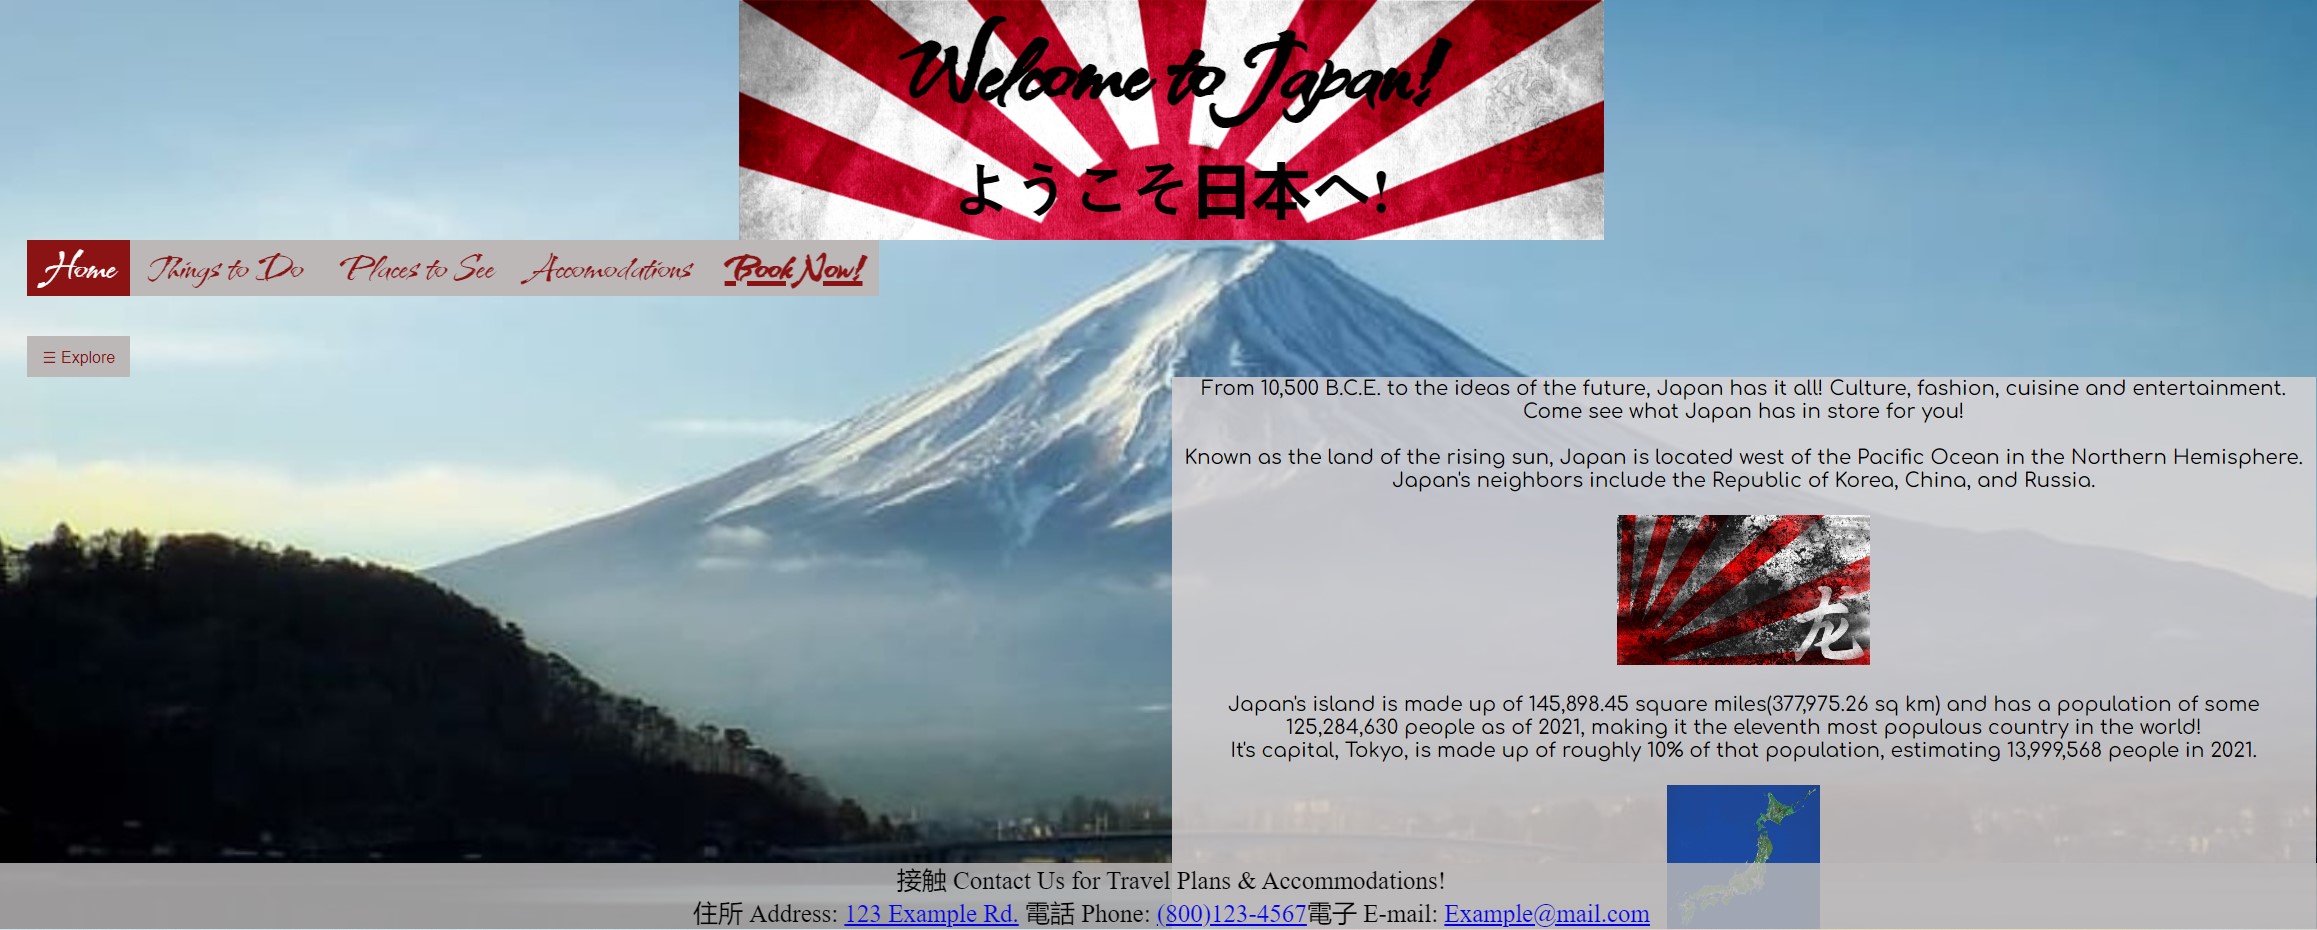 Welcome to Japan!
ようこそ日本へ!
Home Things to Do Places to See Accomodations Book Now!
☰ Explore
From 10,500 B.C.E. to the ideas of the future, Japan has it all! Culture, fashion, cuisine and entertainment.
Come see what Japan has in store for you!
Known as the land of the rising sun, Japan is located west of the Pacific Ocean in the Northern Hemisphere.
Japan's neighbors include the Republic of Korea, China, and Russia.
龙
Japan's island is made up of 145,898.45 square miles(377,975.26 sq km) and has a population of some
125,284,630 people as of 2021, making it the eleventh most populous country in the world!
It's capital, Tokyo, is made up of roughly 10% of that population, estimating 13,999,568 people in 2021.
接触 Contact Us for Travel Plans & Accommodations!
住所 Address: 123 Example Rd. 電話 Phone: (800)123-4567電子 E-mail: Example@mail.com